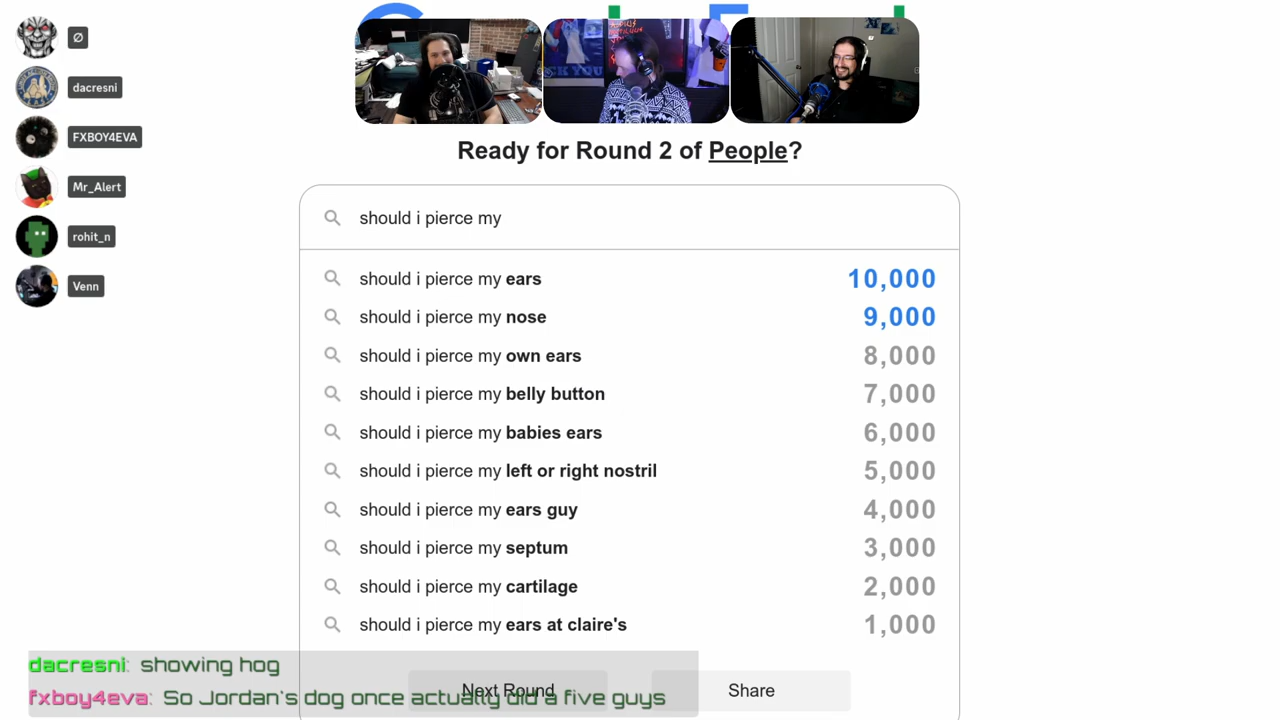 Ø
dacresni
FXBOY4EVA
Mr_Alert
rohit_n
Venn
Ready for Round 2 of People?
should i pierce my
should i pierce my ears 10,000
should i pierce my nose 9,000
should i pierce my own ears 8,000
should i pierce my belly button 7,000
should i pierce my babies ears 6,000
should i pierce my left or right nostril 5,000
should i pierce my ears guy 4,000
should i pierce my septum 3,000
should i pierce my cartilage 2,000
should i pierce my ears at claire's 1,000
Next Round Share
dacresni: showing hog
fxboy4eva: So Jordan's dog once actually did a five guys